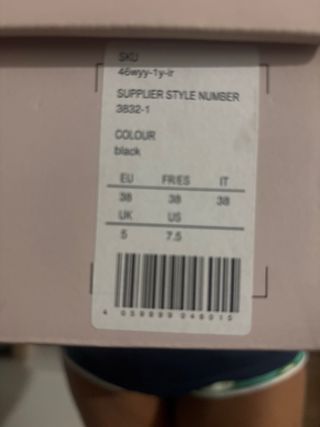 SKU
46wyy-1y-ir
SUPPLIER STYLE NUMBER
3832-1
COLOUR
black
EU FR/ES IT
38 38 38
UK US
5 7.5